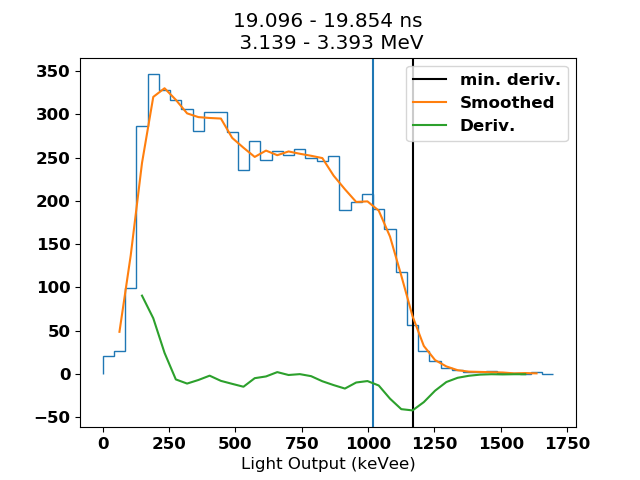 19.096 - 19.854 ns
3.139 - 3.393 MeV
min. deriv.
Smoothed
Deriv.
350
300
250
200
150
100
50
0
−50
0 250 500 750 1000 1250 1500 1750
Light Output (keVee)